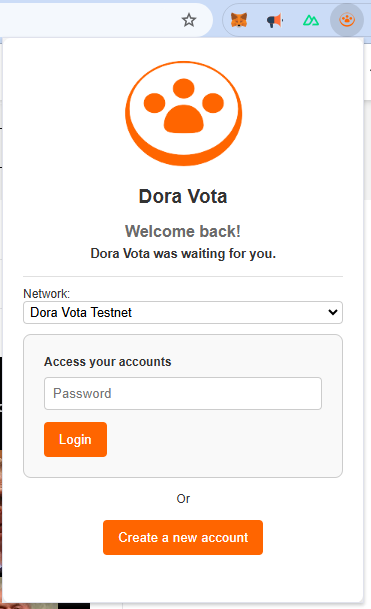 Dora Vota
Welcome back!
Dora Vota was waiting for you.
Network:
Dora Vota Testnet
Access your accounts
Password
Login
Or
Create a new account